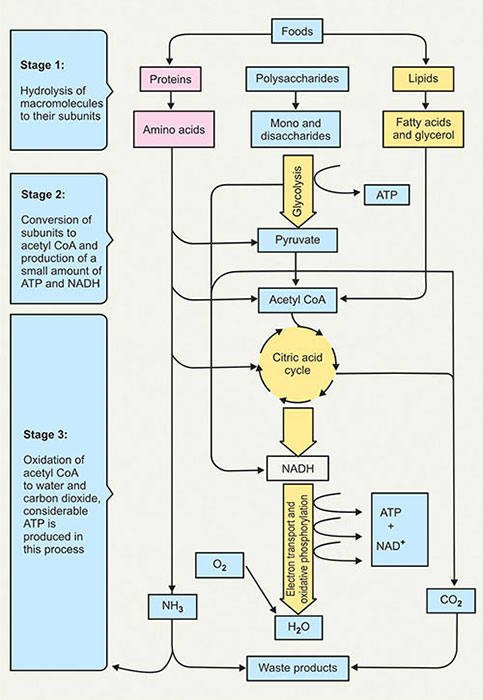 Foods
Stage 1:
Hydrolysis of
macromolecules
to their subunits
Proteins
Polysaccharides
Lipids
Amino acids
Mono and
disaccharides
Fatty acids
and glycerol
Stage 2:
Conversion of
subunits to
acetyl CoA and
production of a
small amount of
ATP and NADH
Glycolysis
ATP
Pyruvate
Acetyl CoA
Stage 3:
Oxidation of
acetyl CoA
to water and
carbon dioxide,
considerable
ATP is
produced in
this process
Citric acid
cycle
NADH
Electron transport and
oxidative phosphorylation
ATP
+
NAD⁺
O₂
NH₃
H₂O
CO₂
Waste products